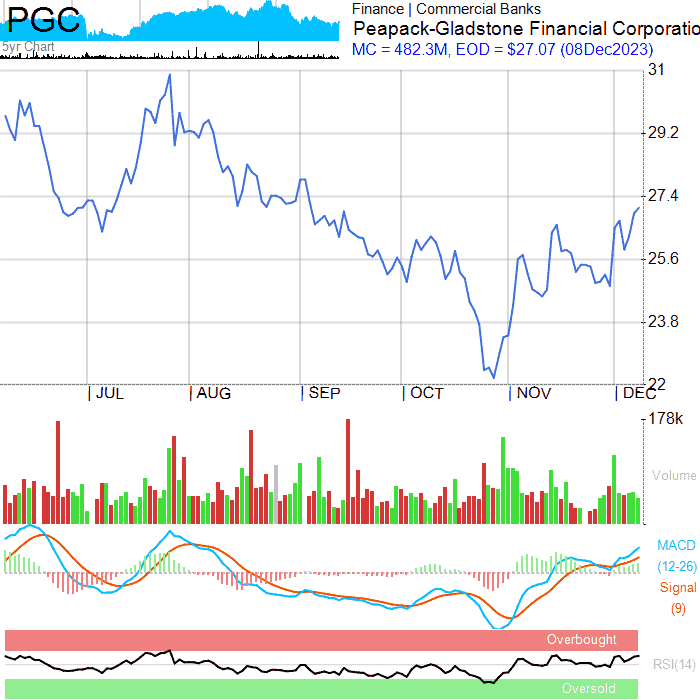 PGC
5yr Chart
Finance | Commercial Banks
Peapack-Gladstone Financial Corporatio
MC = 482.3M, EOD = $27.07 (08Dec2023)
31
29.2
27.4
25.6
23.8
22
JUL AUG SEP OCT NOV DEC
178k
Volume
MACD
(12-26)
Signal
(9)
Overbought
RSI(14)
Oversold